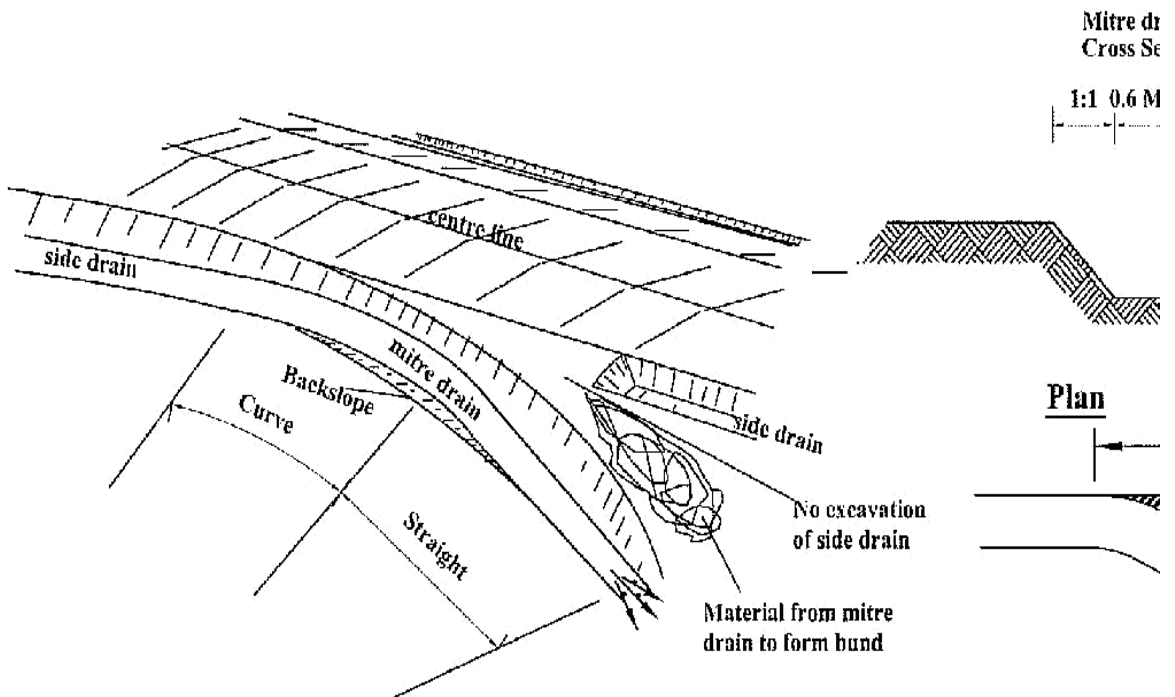 Mitre dr
Cross Se
1:1 0.6 M
centre line
side drain
mitre drain
Backslope
Curve
side drain
Plan
No excavation
of side drain
Straight
Material from mitre
drain to form bund